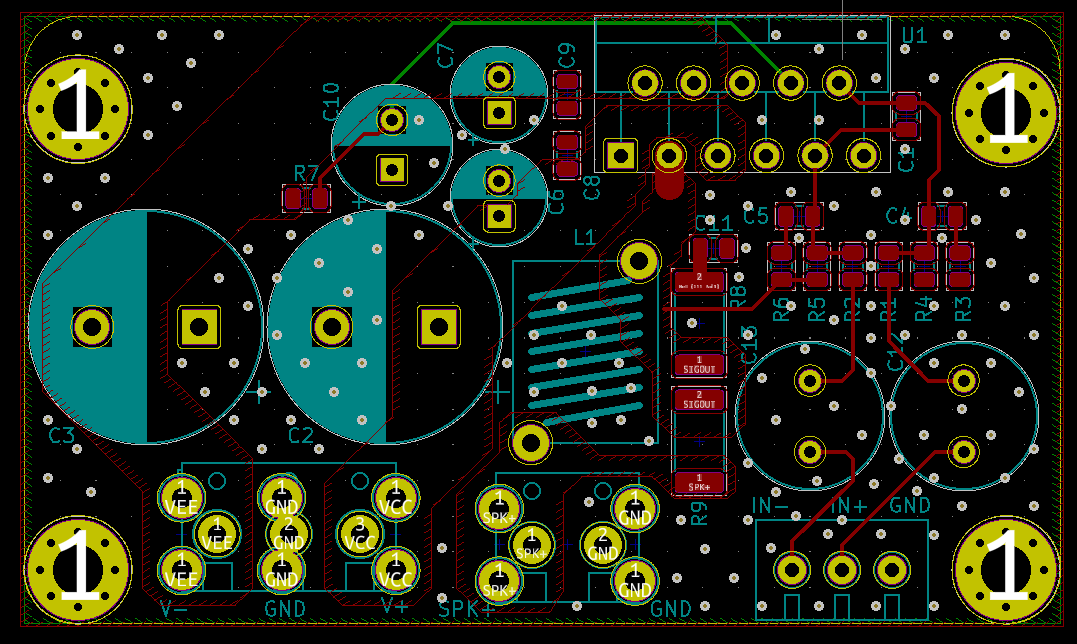 U1
C7
C9
1
1
C10
C1
R7
C8
C6
C5
C4
C11
L1
2
R8
R6
R5
R2
R1
R4
R3
1
SIGOUT
C13
2
SIGOUT
C3
C2
1
SPK+
R9
IN-
IN+
GND
1
VEE
1
GND
1
VCC
1
SPK+
1
GND
1
VEE
2
GND
3
VCC
1
SPK+
2
GND
1
VEE
1
GND
1
VCC
1
SPK+
1
GND
1
1
V-
GND
V+
SPK+
GND